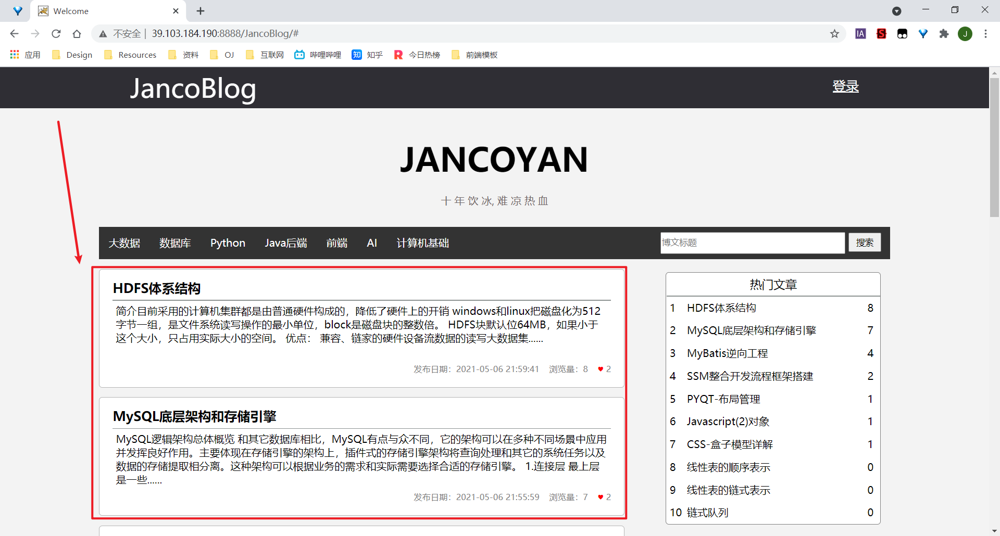 Welcome
不安全 | 39.103.184.190:8888/JancoBlog/#
IA
S
J
应用 Design Resources 资料 OJ 互联网 哔哩哔哩 知 知乎 R 今日热榜 前端模板
JancoBlog
登录
JANCOYAN
十年饮冰,难凉热血
大数据 数据库 Python Java后端 前端 AI 计算机基础
博文标题 搜索
HDFS体系结构
简介目前采用的计算机集群都是由普通硬件构成的，降低了硬件上的开销 windows和linux把磁盘化为512
字节一组，是文件系统读写操作的最小单位，block是磁盘块的整数倍。 HDFS块默认位64MB，如果小于
这个大小，只占用实际大小的空间。 优点： 兼容、链家的硬件设备流数据的读写大数据集......
发布日期：2021-05-06 21:59:41 浏览量：8 ♥ 2
MySQL底层架构和存储引擎
MySQL逻辑架构总体概览 和其它数据库相比，MySQL有点与众不同，它的架构可以在多种不同场景中应用
并发挥良好作用。主要体现在存储引擎的架构上，插件式的存储引擎架构将查询处理和其它的系统任务以及
数据的存储提取相分离。这种架构可以根据业务的需求和实际需要选择合适的存储引擎。 1.连接层 最上层
是一些......
发布日期：2021-05-06 21:55:59 浏览量：7 ♥ 2
热门文章
1 HDFS体系结构 8
2 MySQL底层架构和存储引擎 7
3 MyBatis逆向工程 4
4 SSM整合开发流程框架搭建 2
5 PYQT-布局管理 1
6 Javascript(2)对象 1
7 CSS-盒子模型详解 1
8 线性表的顺序表示 0
9 线性表的链式表示 0
10 链式队列 0